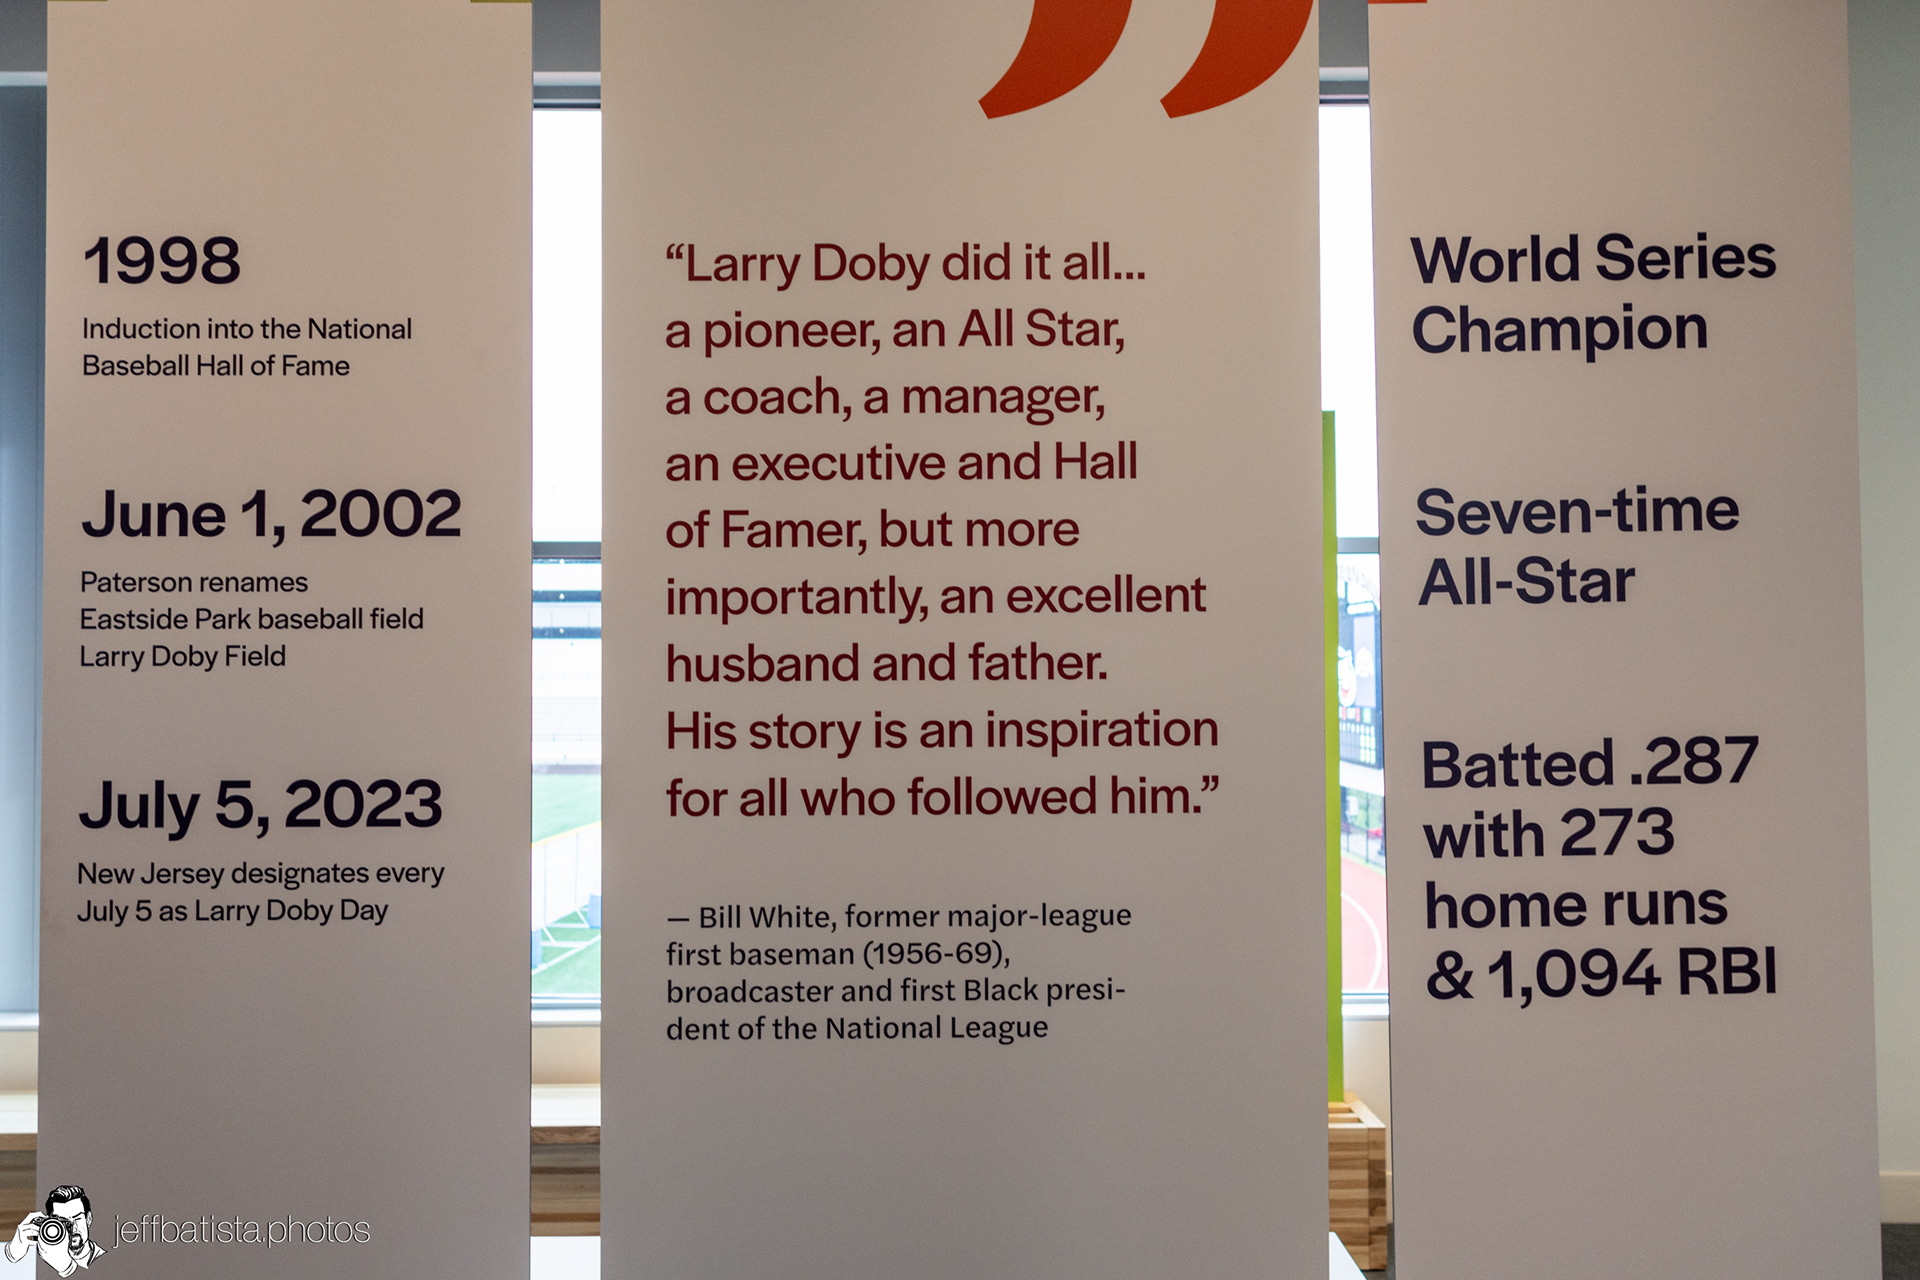 1998
Induction into the National
Baseball Hall of Fame
June 1, 2002
Paterson renames
Eastside Park baseball field
Larry Doby Field
July 5, 2023
New Jersey designates every
July 5 as Larry Doby Day
”
“Larry Doby did it all...
a pioneer, an All Star,
a coach, a manager,
an executive and Hall
of Famer, but more
importantly, an excellent
husband and father.
His story is an inspiration
for all who followed him.”
— Bill White, former major-league
first baseman (1956-69),
broadcaster and first Black presi-
dent of the National League
World Series
Champion
Seven-time
All-Star
Batted .287
with 273
home runs
& 1,094 RBI
jeffbatista.photos